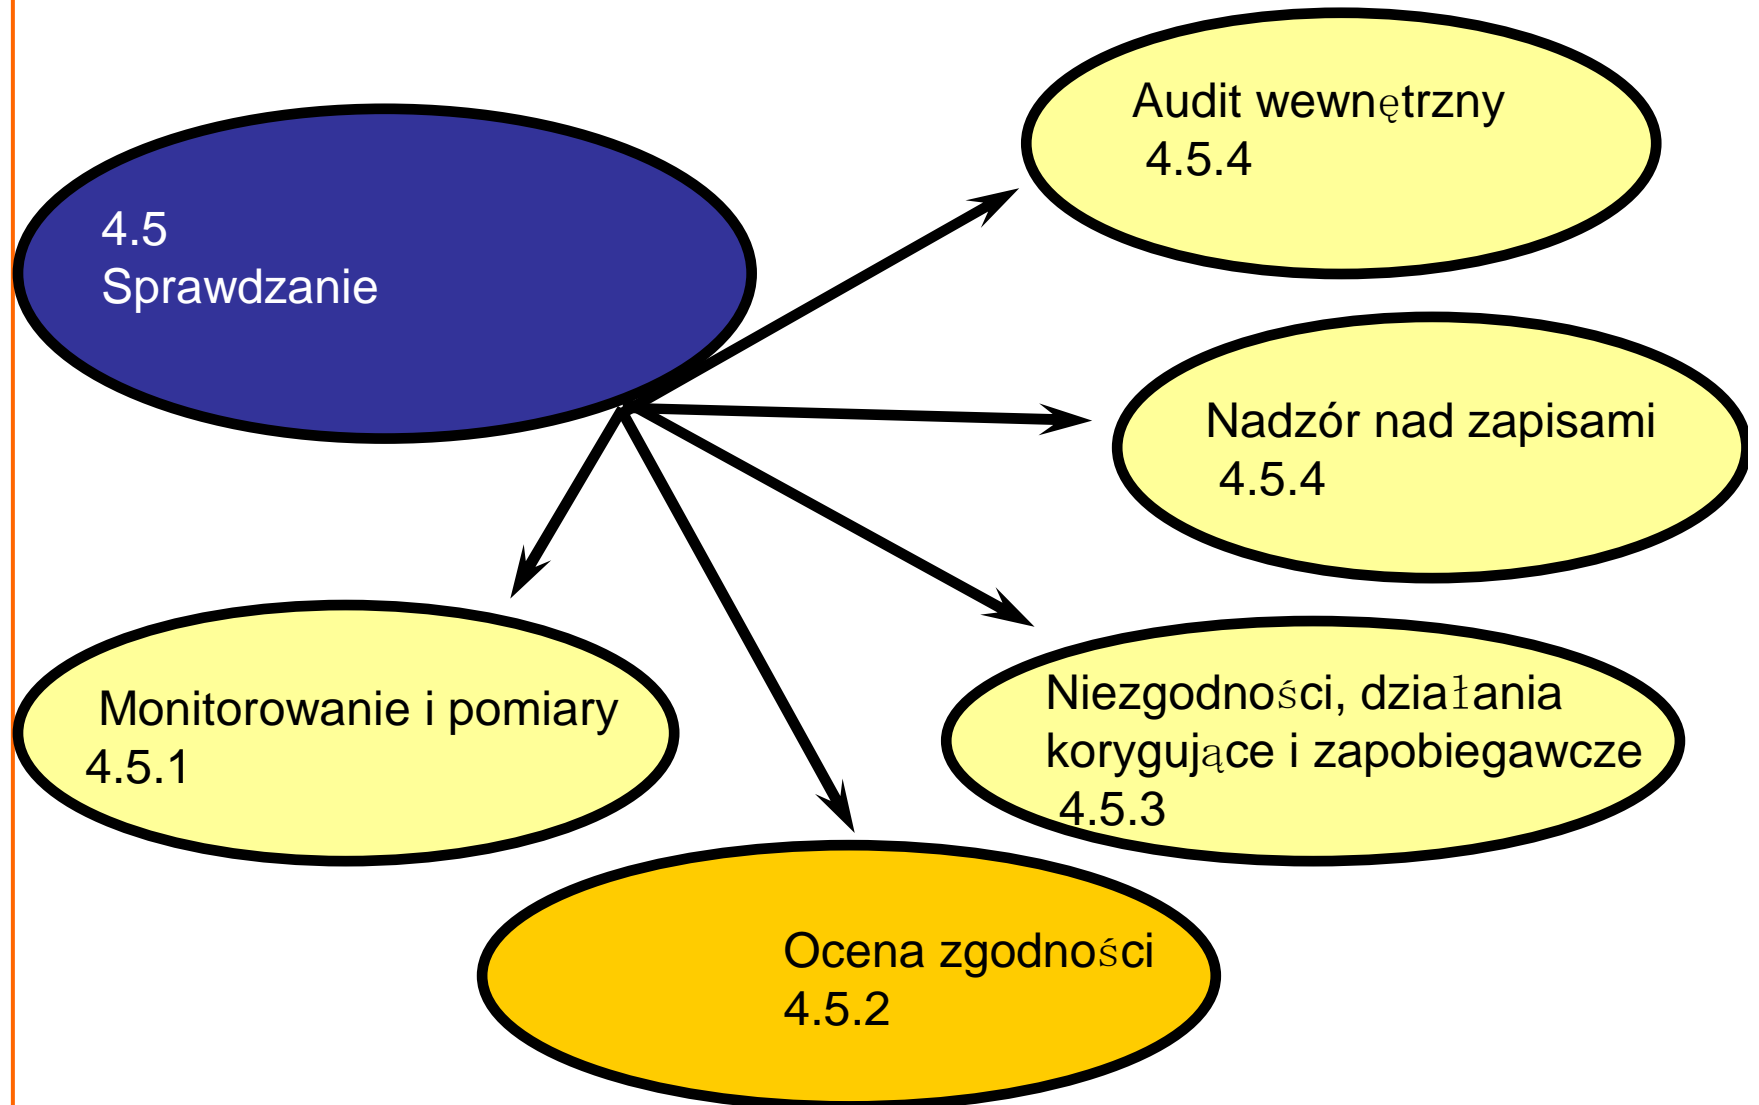 4.5
Sprawdzanie
Audit wewnętrzny
4.5.4
Nadzór nad zapisami
4.5.4
Niezgodności, działania
korygujące i zapobiegawcze
4.5.3
Ocena zgodności
4.5.2
Monitorowanie i pomiary
4.5.1